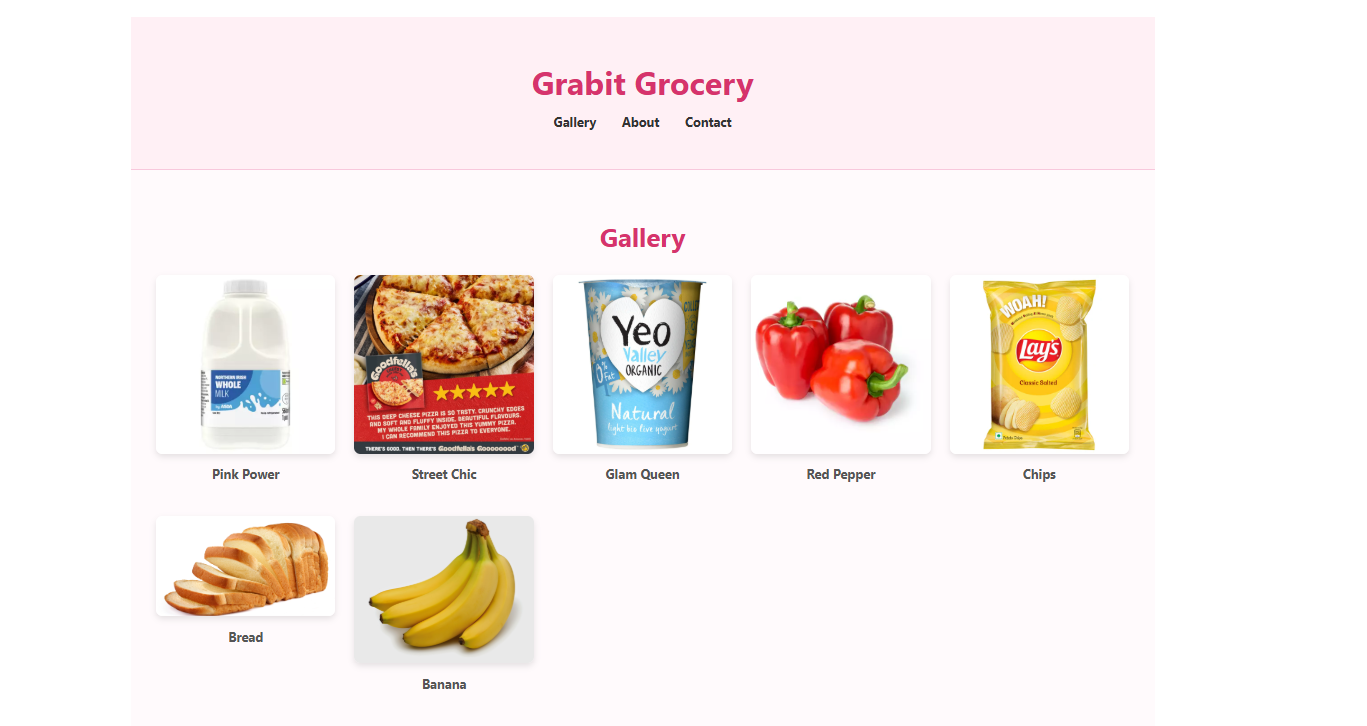 Grabit Grocery
Gallery About Contact
Gallery
WHOLE
MILK
Goodfella's
THIS DEEP CHEESE PIZZA IS SO TASTY. CRUNCHY EDGES
AND SOFT AND FLUFFY INSIDE. BEAUTIFUL FLAVOURS.
MY WHOLE FAMILY ENJOYED THIS YUMMY PIZZA.
I CAN RECOMMEND THIS PIZZA TO EVERYONE.
THERE'S GOOD, THEN THERE'S Goodfella's Goooooood
Yeo
Valley
ORGANIC
0% Fat
Natural
light bio live yogurt
WOAH!
Lay's
Classic Salted
Potato Chips
Pink Power
Street Chic
Glam Queen
Red Pepper
Chips
Bread
Banana